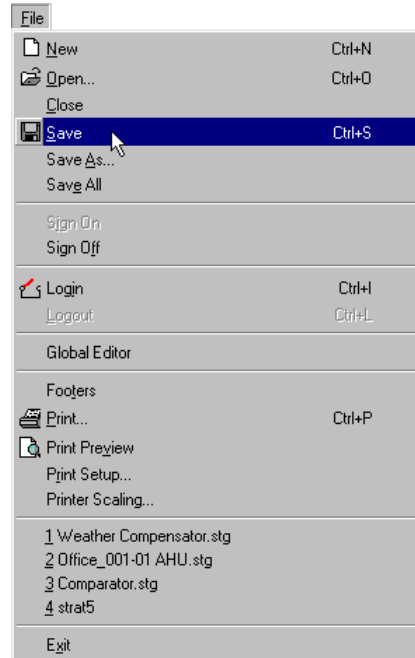 File
New Ctrl+N
Open... Ctrl+O
Close
Save Ctrl+S
Save As...
Save All
Sign On
Sign Off
Login Ctrl+I
Logout Ctrl+L
Global Editor
Footers
Print... Ctrl+P
Print Preview
Print Setup...
Printer Scaling...
1 Weather Compensator.stg
2 Office_001-01 AHU.stg
3 Comparator.stg
4 strat5
Exit